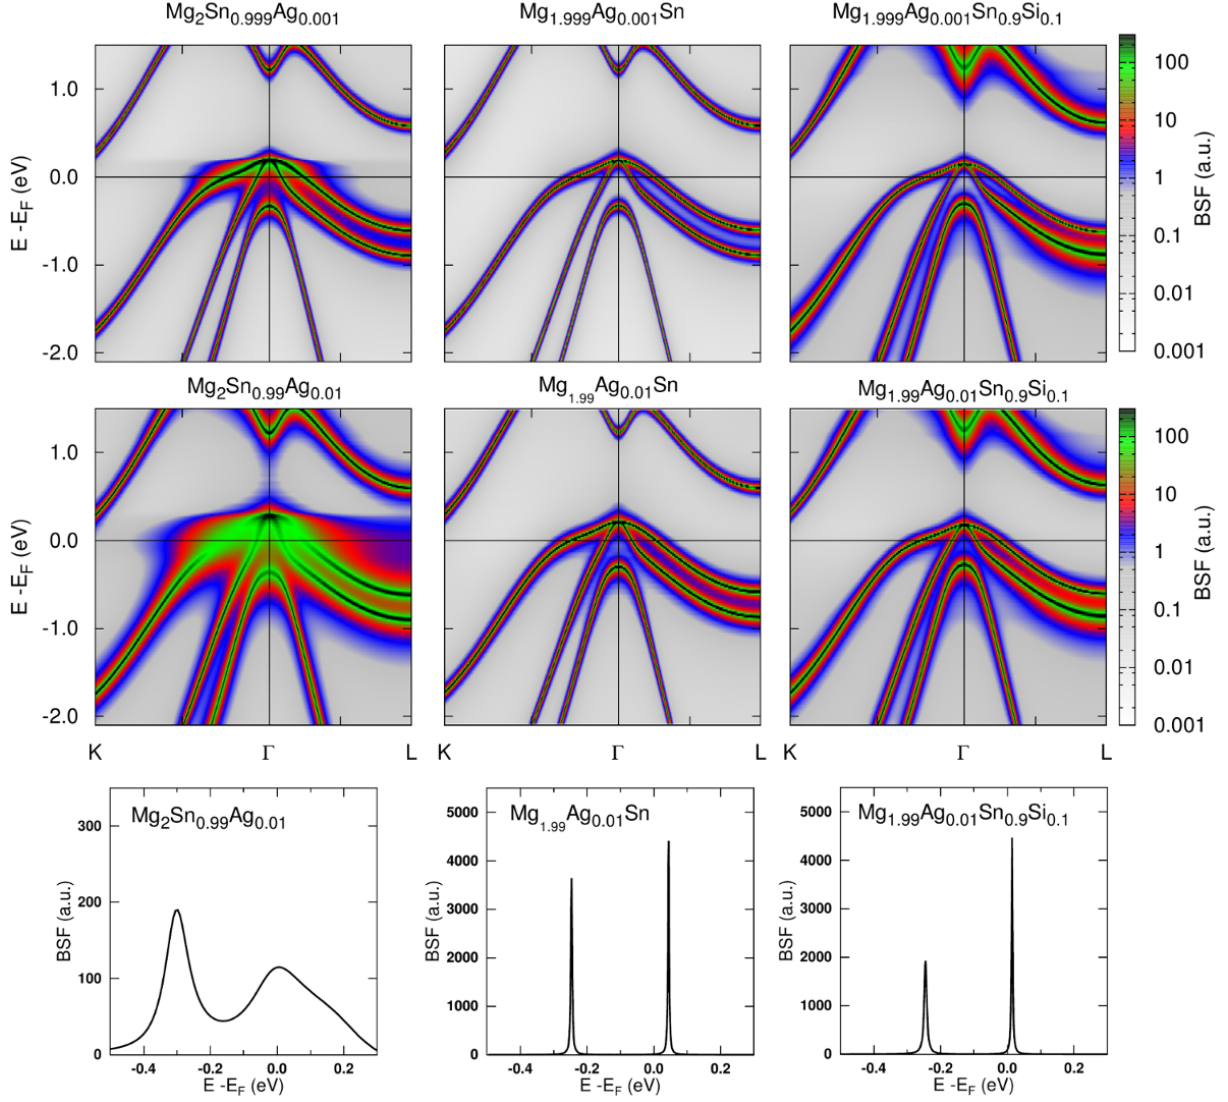 Mg2Sn0.999Ag0.001
Mg1.999Ag0.001Sn
Mg1.999Ag0.001Sn0.9Si0.1
E -EF (eV)
1.0
0.0
-1.0
-2.0
100
10
1
0.1
0.01
0.001
BSF (a.u.)
Mg2Sn0.99Ag0.01
Mg1.99Ag0.01Sn
Mg1.99Ag0.01Sn0.9Si0.1
E -EF (eV)
1.0
0.0
-1.0
-2.0
100
10
1
0.1
0.01
0.001
BSF (a.u.)
K Γ L K Γ L K Γ L
Mg2Sn0.99Ag0.01
BSF (a.u.)
300
200
100
0
-0.4 -0.2 0.0 0.2
E -EF (eV)
Mg1.99Ag0.01Sn
BSF (a.u.)
5000
4000
3000
2000
1000
0
-0.4 -0.2 0.0 0.2
E -EF (eV)
Mg1.99Ag0.01Sn0.9Si0.1
BSF (a.u.)
5000
4000
3000
2000
1000
0
-0.4 -0.2 0.0 0.2
E -EF (eV)